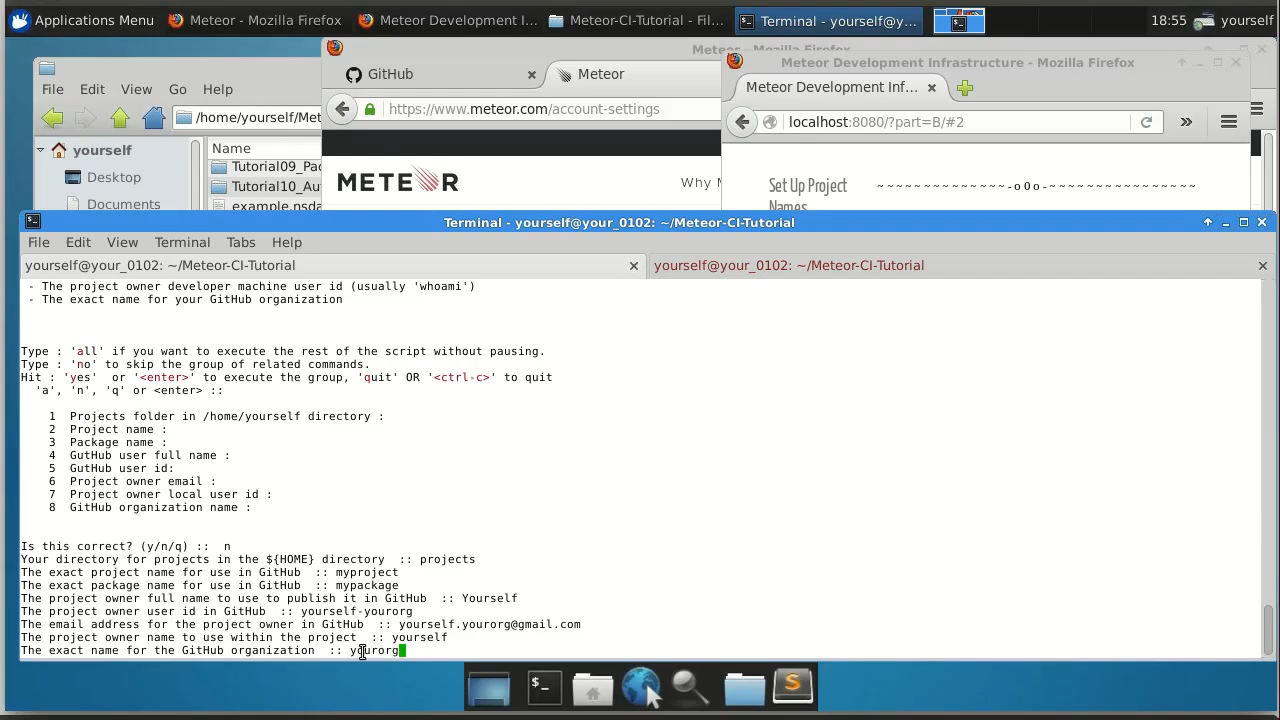 Applications Menu
Meteor - Mozilla Firefox
Meteor Development I...
Meteor-CI-Tutorial - Fil...
Terminal - yourself@y...
18:55
yourself
Meteor - Mozilla Firefox
Meteor Development Infrastructure - Mozilla Firefox
GitHub
Meteor
Meteor Development Inf...
File Edit View Go Help
https://www.meteor.com/account-settings
/home/yourself/Met
localhost:8080/?part=B/#2
yourself
Desktop
Documents
Name
Tutorial09_Pac
Tutorial10_Au
example.nsda
METEOR
Why M
Set Up Project
Names
~~~~~~~~~~~~~~-o0o-~~~~~~~~~~~~~~~~
Terminal - yourself@your_0102: ~/Meteor-CI-Tutorial
File Edit View Terminal Tabs Help
yourself@your_0102: ~/Meteor-CI-Tutorial
yourself@your_0102: ~/Meteor-CI-Tutorial
- The project owner developer machine user id (usually 'whoami')
- The exact name for your GitHub organization
Type : 'all' if you want to execute the rest of the script without pausing.
Type : 'no' to skip the group of related commands.
Hit : 'yes' or '<enter>' to execute the group, 'quit' OR '<ctrl-c>' to quit
'a', 'n', 'q' or <enter> ::
1 Projects folder in /home/yourself directory :
2 Project name :
3 Package name :
4 GutHub user full name :
5 GutHub user id:
6 Project owner email :
7 Project owner local user id :
8 GitHub organization name :
Is this correct? (y/n/q) :: n
Your directory for projects in the ${HOME} directory :: projects
The exact project name for use in GitHub :: myproject
The exact package name for use in GitHub :: mypackage
The project owner full name to use to publish it in GitHub :: Yourself
The project owner user id in GitHub :: yourself-yourorg
The email address for the project owner in GitHub :: yourself.yourorg@gmail.com
The project owner name to use within the project :: yourself
The exact name for the GitHub organization :: yourorg